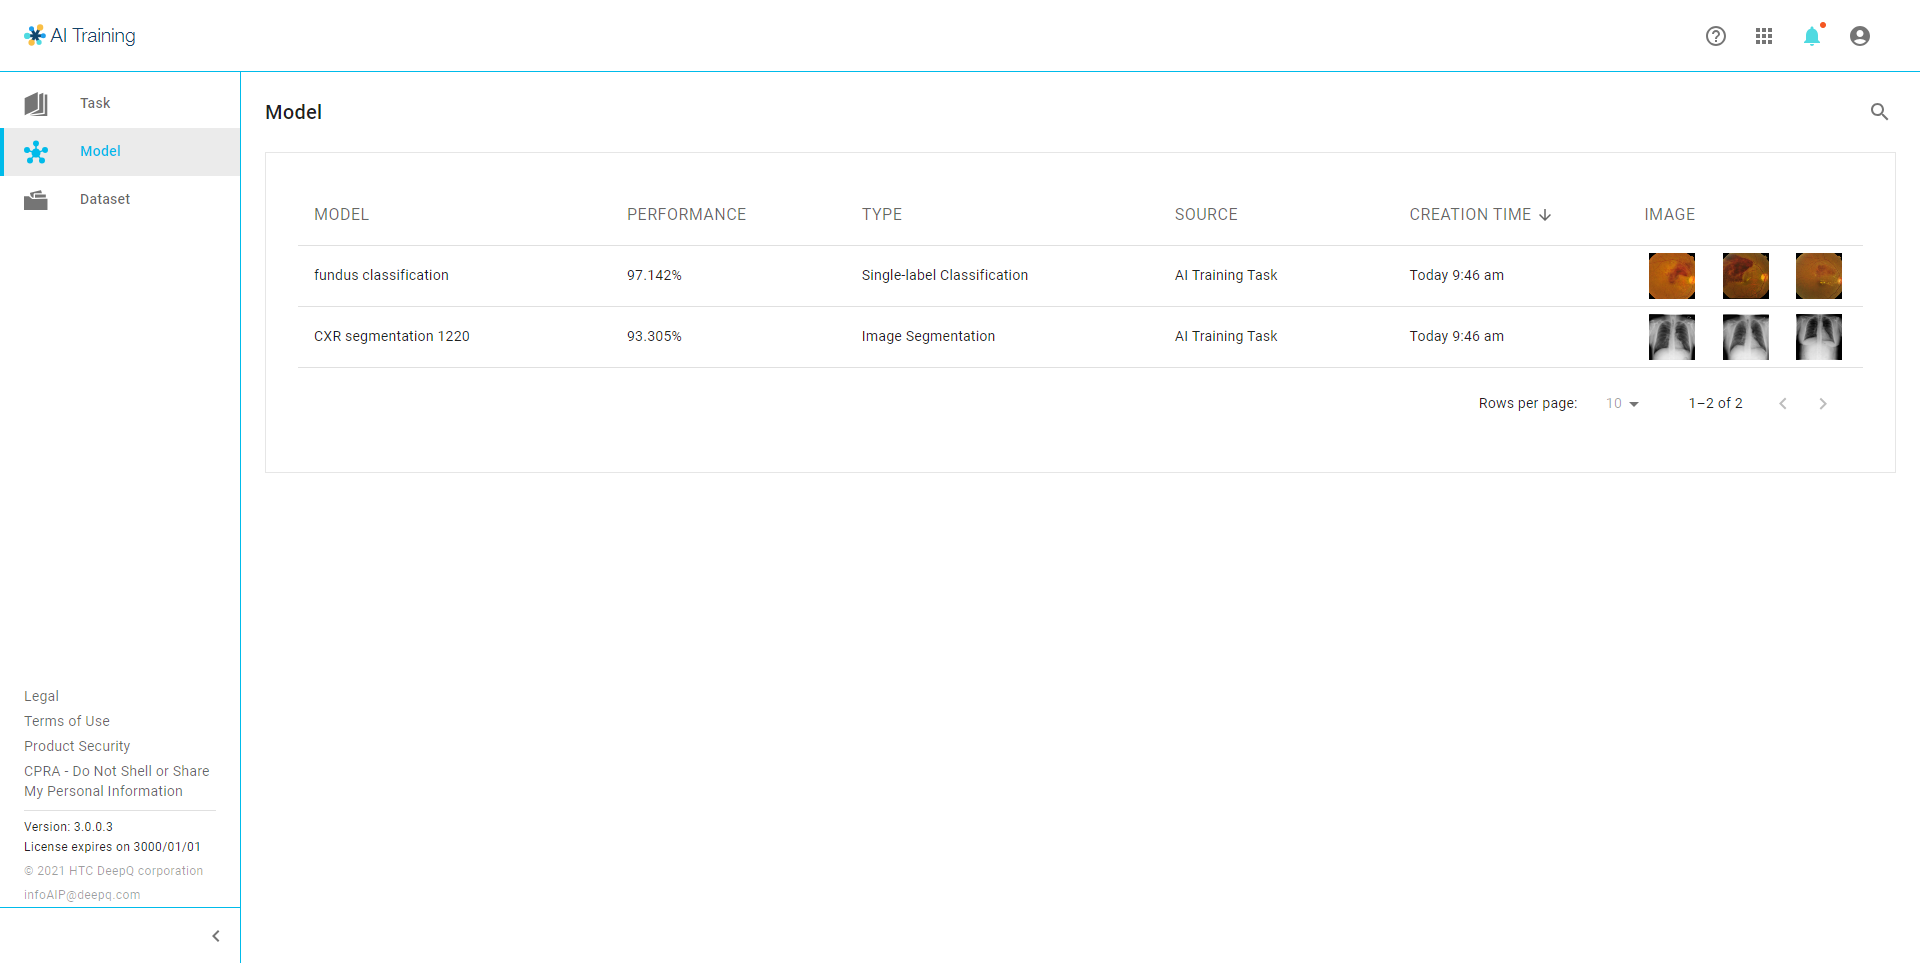 AI Training
Task
Model
Dataset
Model
MODEL PERFORMANCE TYPE SOURCE CREATION TIME IMAGE
fundus classification 97.142% Single-label Classification AI Training Task Today 9:46 am
CXR segmentation 1220 93.305% Image Segmentation AI Training Task Today 9:46 am
Rows per page: 10 1–2 of 2
Legal
Terms of Use
Product Security
CPRA - Do Not Shell or Share
My Personal Information
Version: 3.0.0.3
License expires on 3000/01/01
© 2021 HTC DeepQ corporation
infoAIP@deepq.com